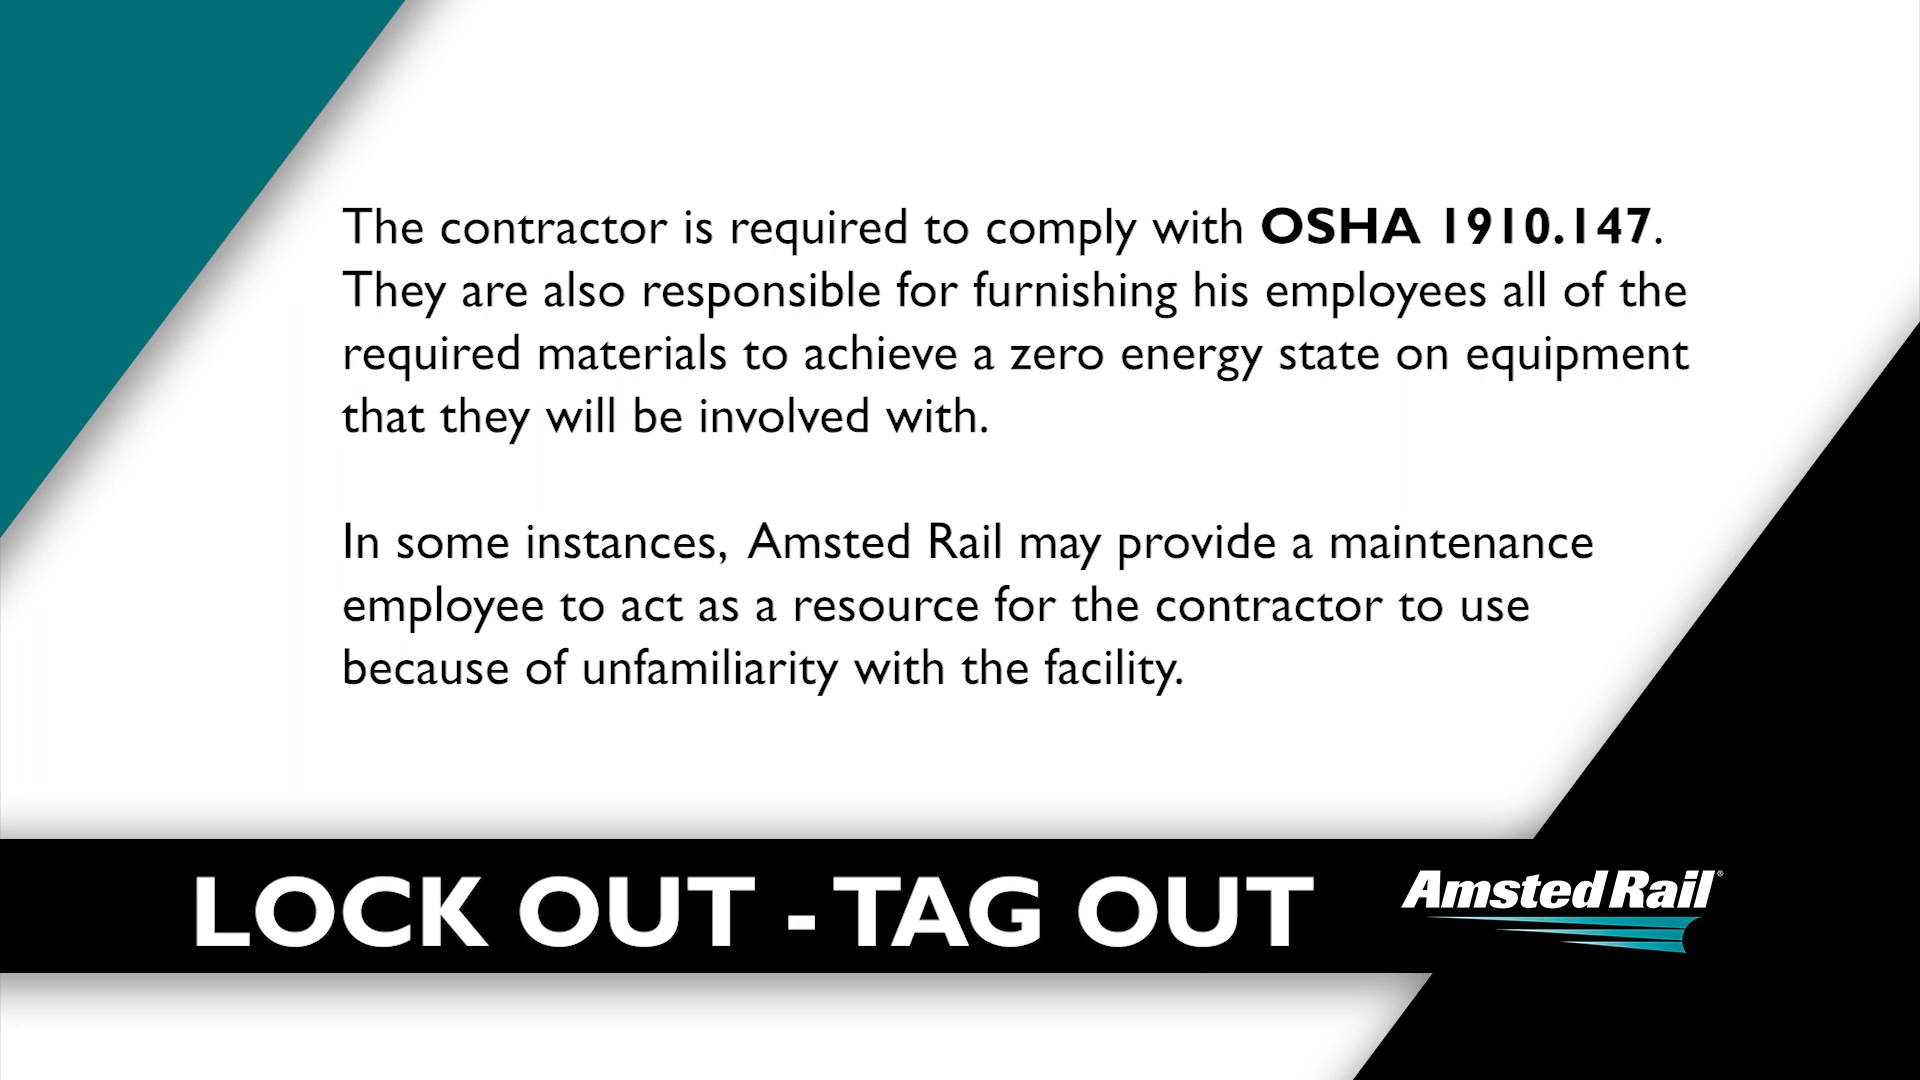 The contractor is required to comply with OSHA 1910.147.
They are also responsible for furnishing his employees all of the
required materials to achieve a zero energy state on equipment
that they will be involved with.
In some instances, Amsted Rail may provide a maintenance
employee to act as a resource for the contractor to use
because of unfamiliarity with the facility.
LOCK OUT - TAG OUT
Amsted Rail®